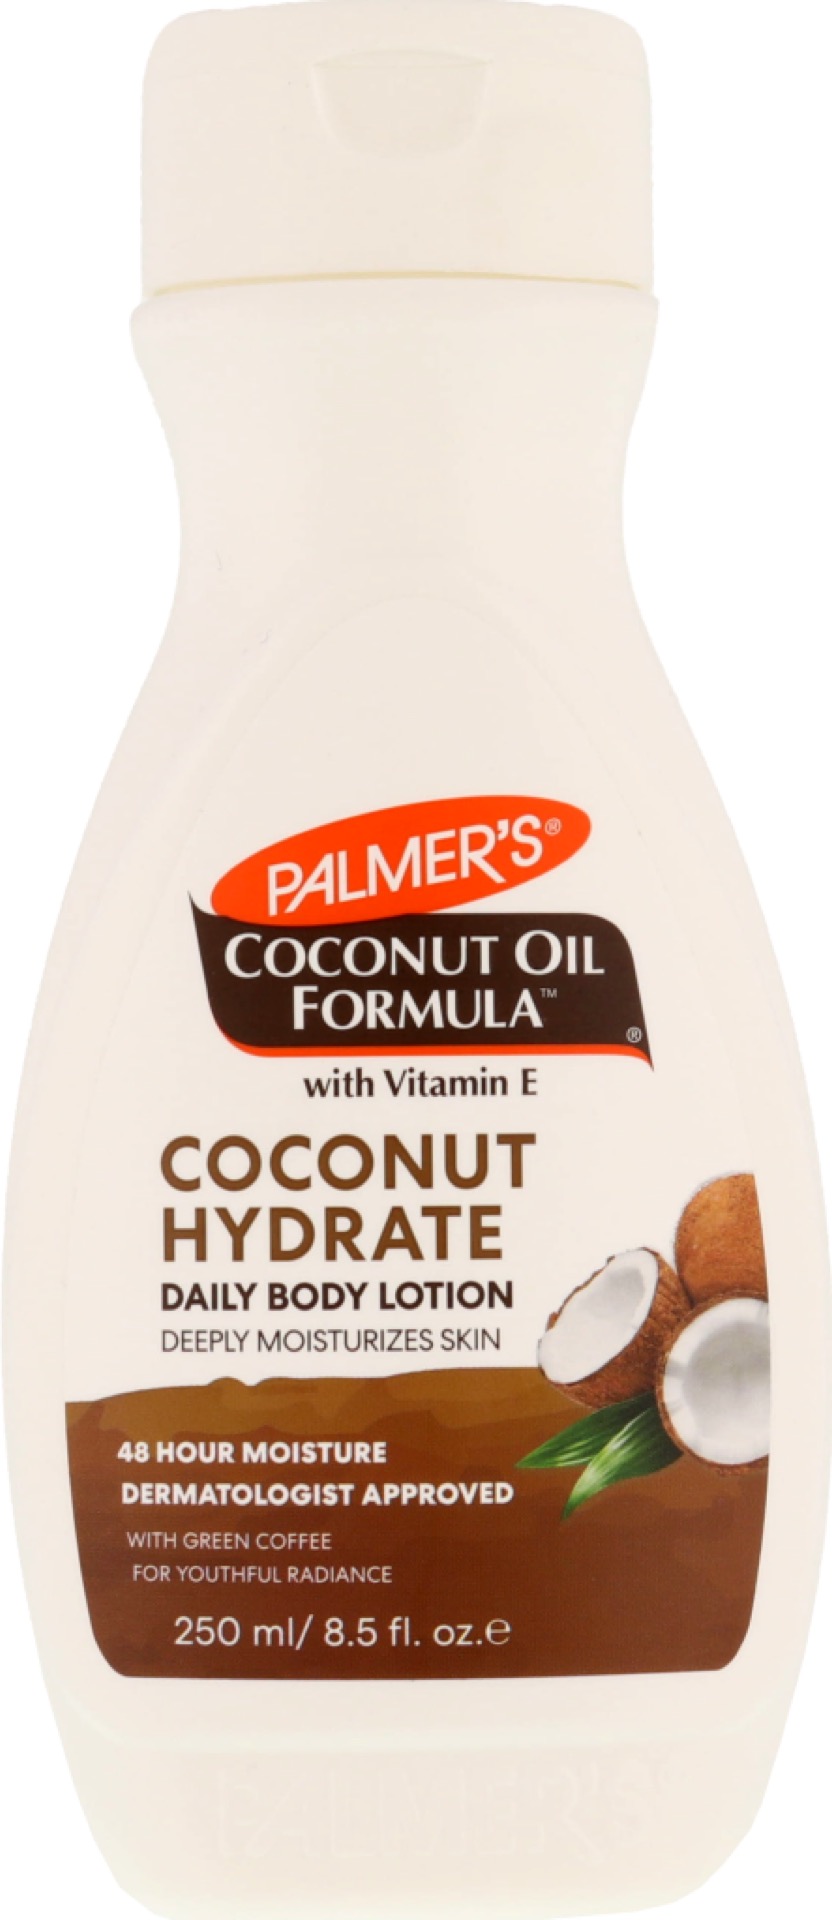 PALMER'S®
COCONUT OIL
FORMULA™
®
with Vitamin E
COCONUT
HYDRATE
DAILY BODY LOTION
DEEPLY MOISTURIZES SKIN
48 HOUR MOISTURE
DERMATOLOGIST APPROVED
WITH GREEN COFFEE
FOR YOUTHFUL RADIANCE
250 ml/ 8.5 fl. oz.℮
PALMER'S